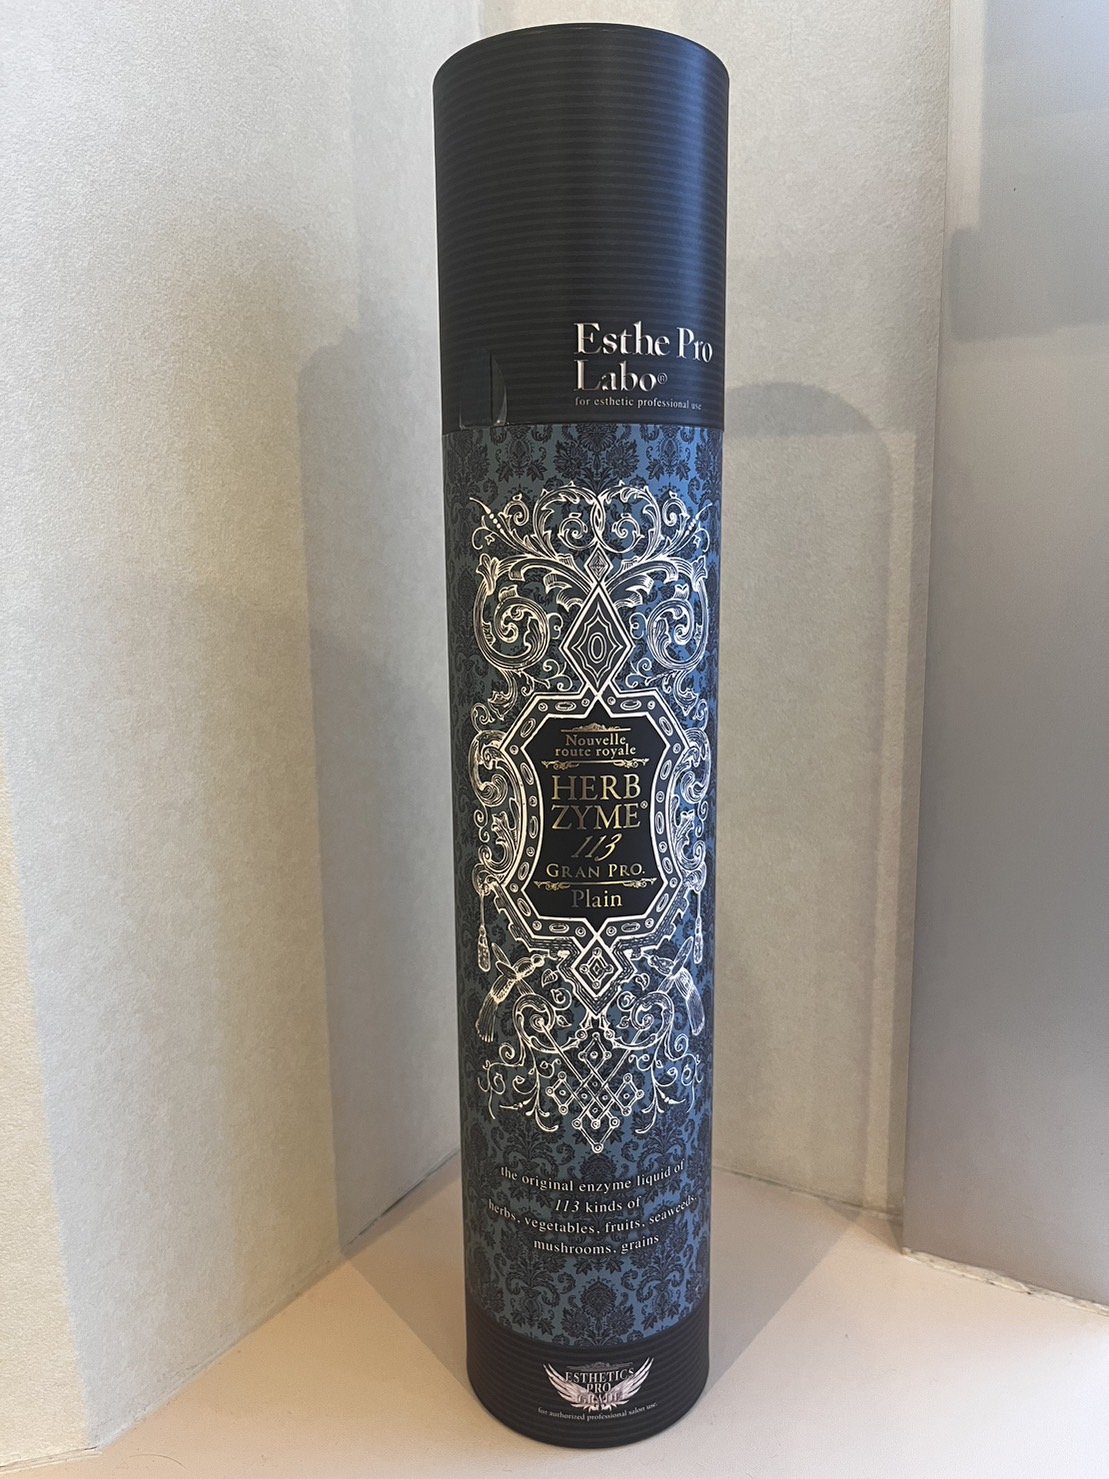 Esthe Pro
Labo®
for esthetic professional use
Nouvelle
route royale
HERB
ZYME®
113
GRAN PRO.
Plain
the original enzyme liquid of
113 kinds of
herbs, vegetables, fruits, seaweeds,
mushrooms, grains
ESTHETICS
PRO
GRADE
for authorized professional salon use.